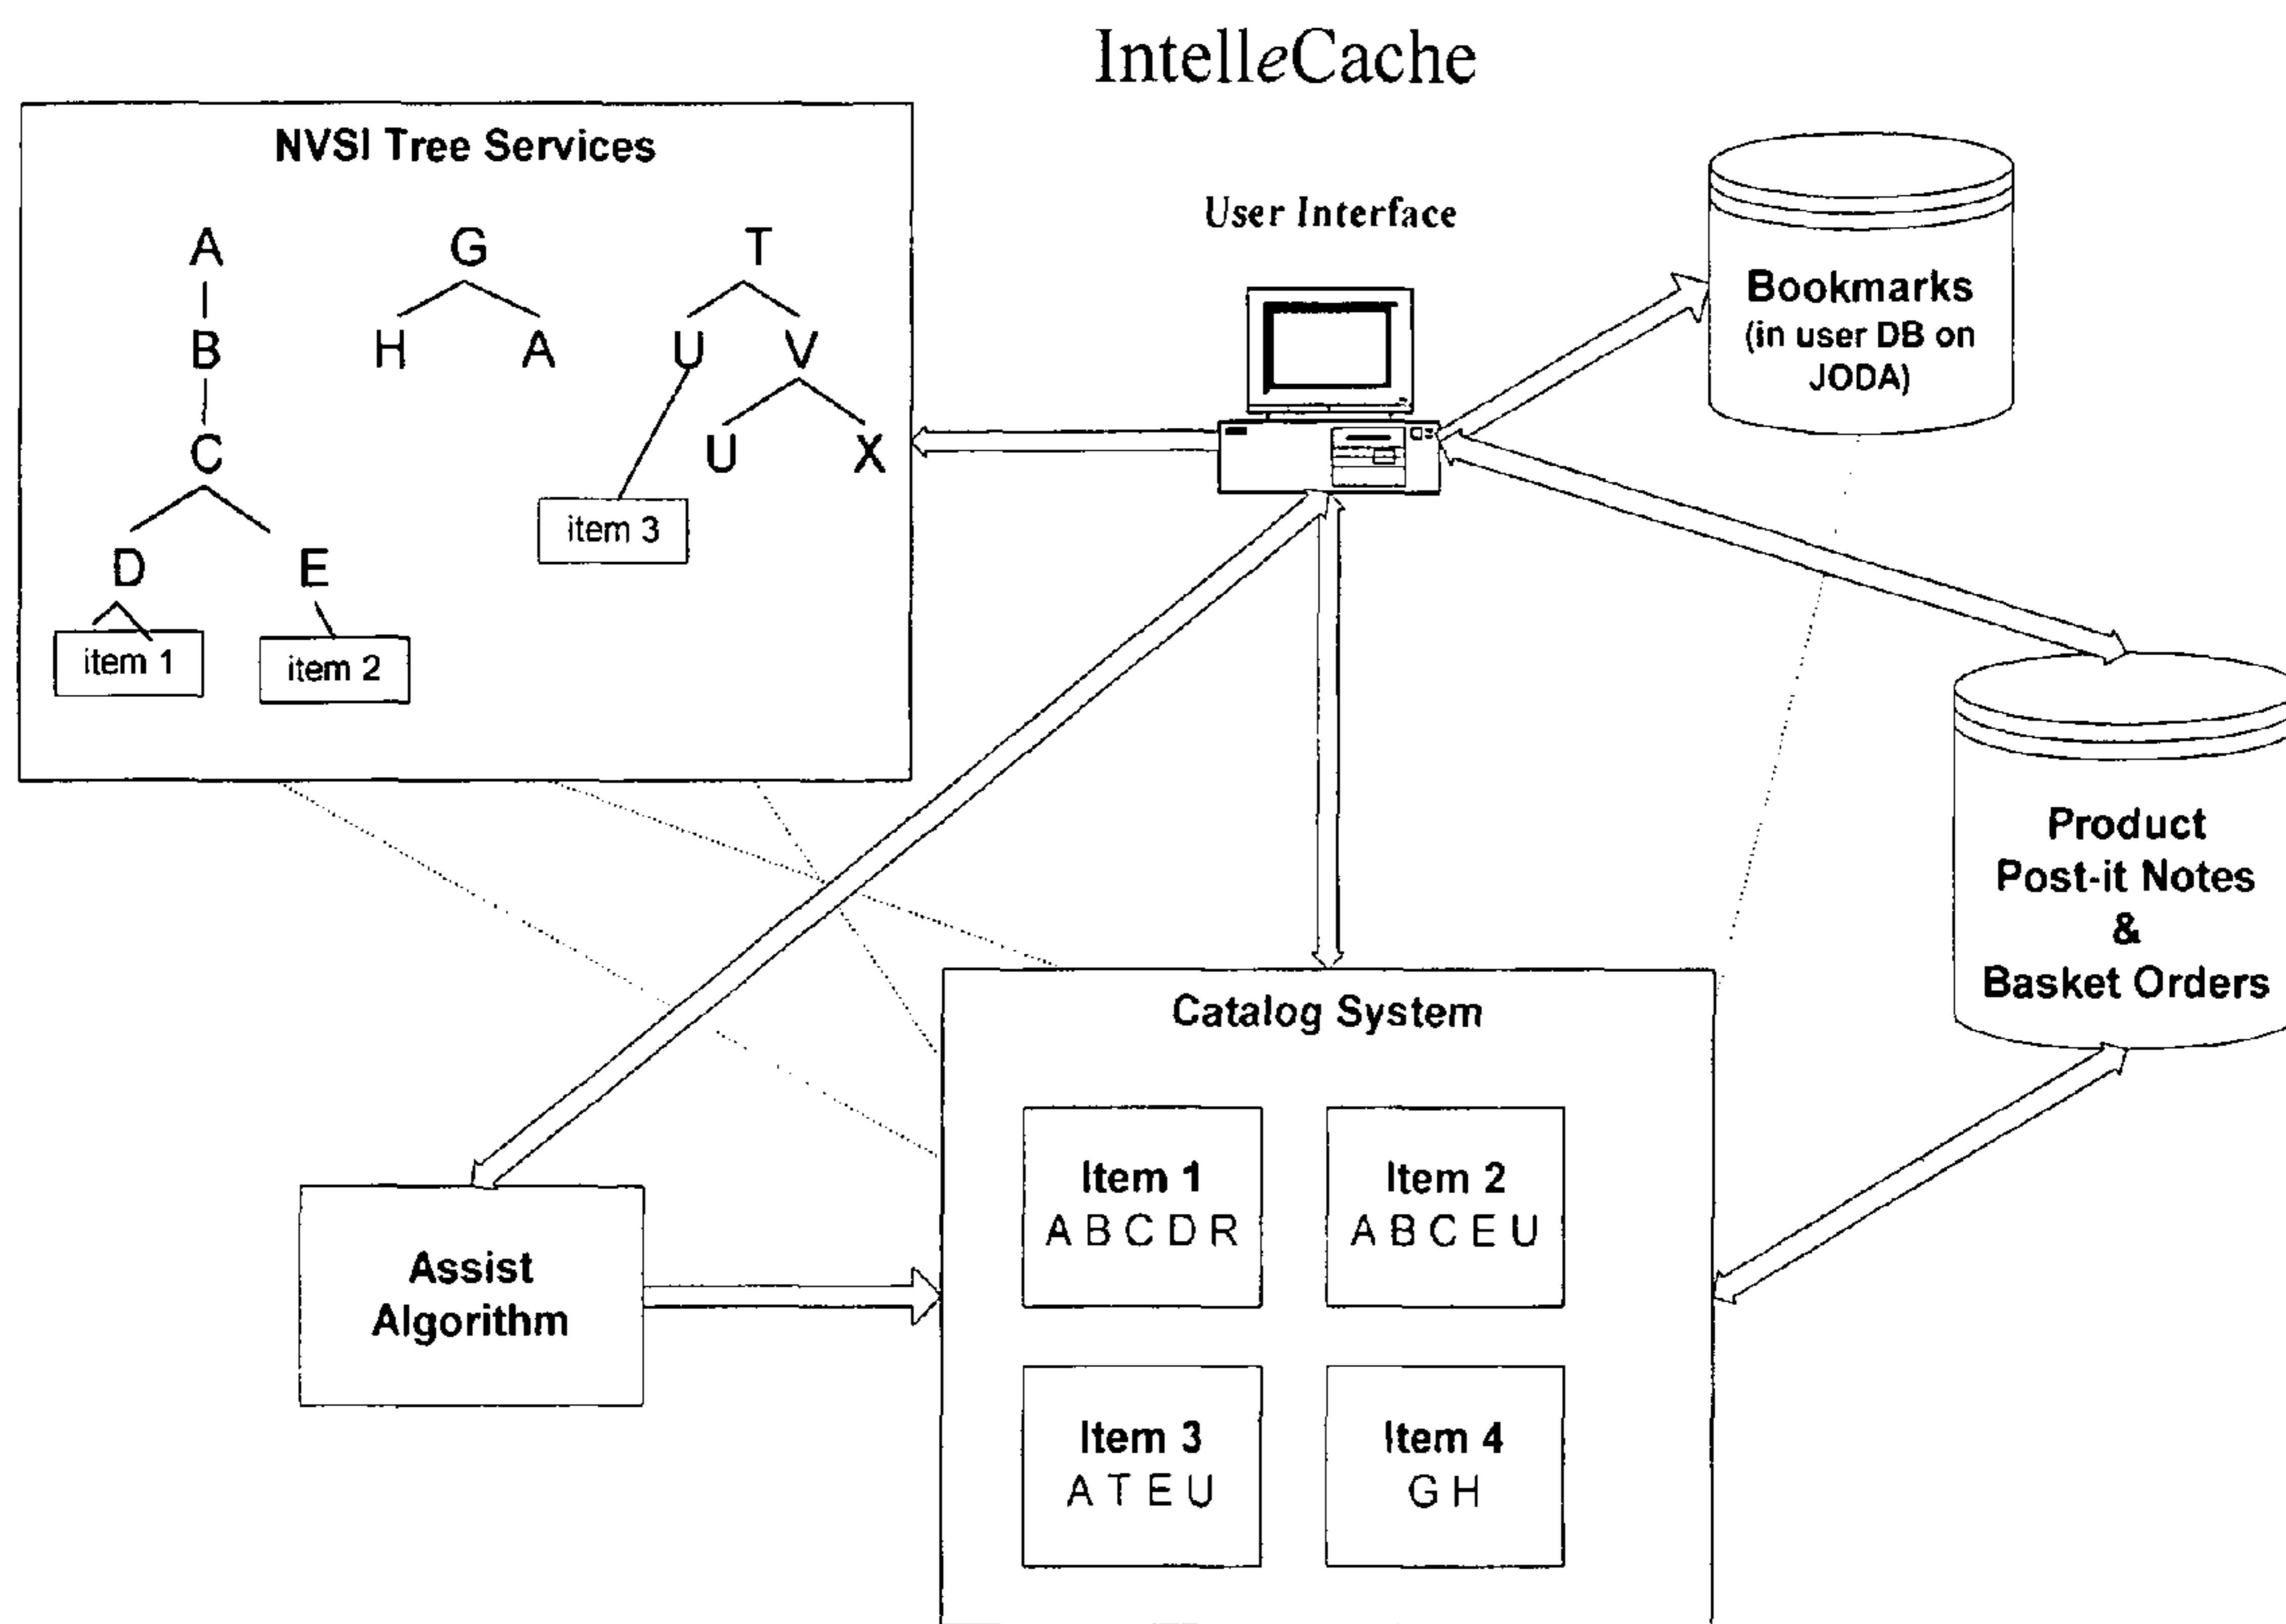 IntelleCache
NVSI Tree Services
A G T
B H A U V
C U X
item 3
D E
item 1 item 2
User Interface
Bookmarks
(in user DB on
JODA)
Product
Post-it Notes
&
Basket Orders
Assist
Algorithm
Catalog System
Item 1
A B C D R
Item 2
A B C E U
Item 3
A T E U
Item 4
G H